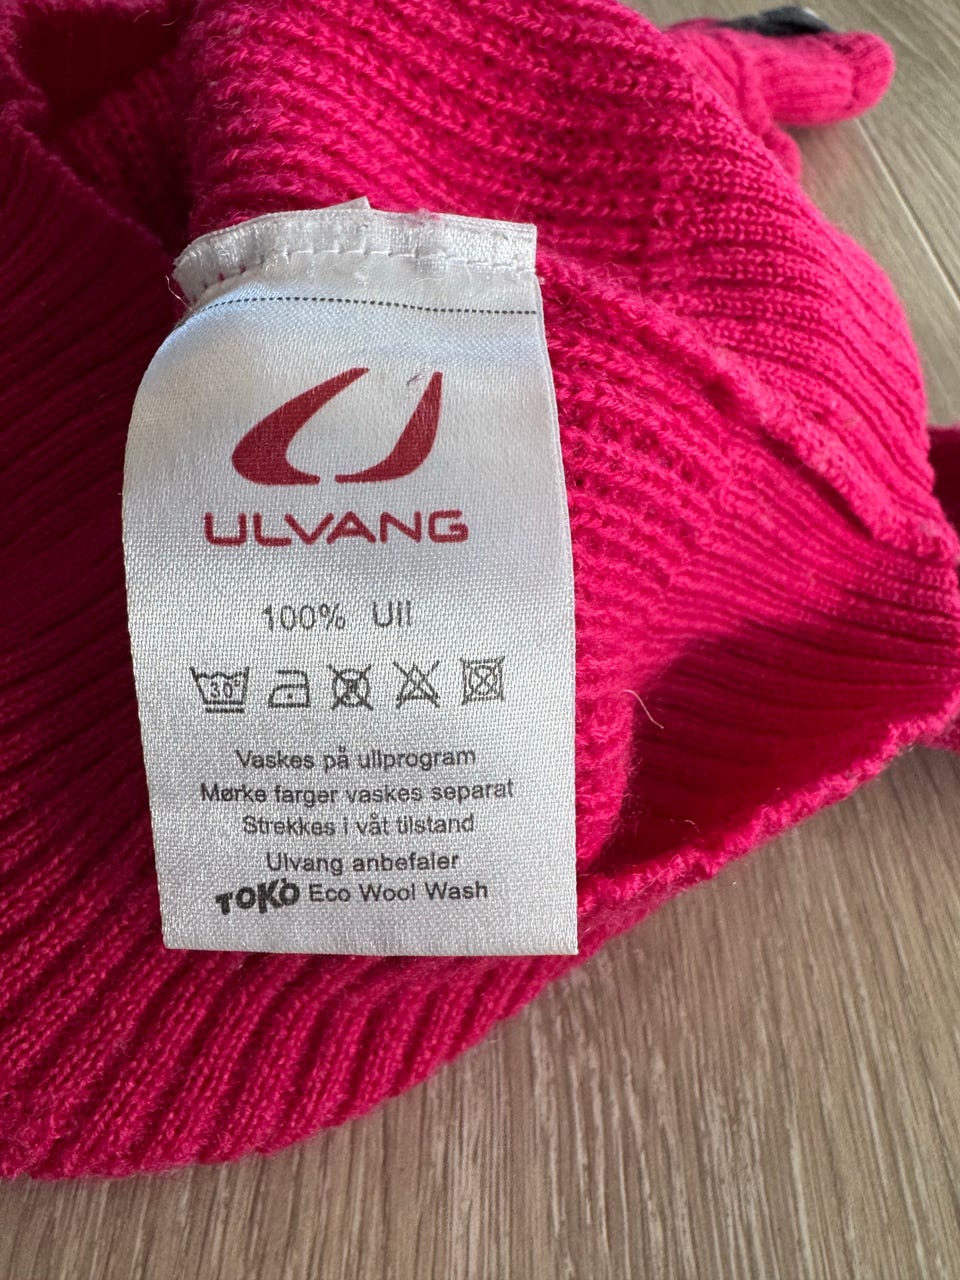 ULVANG
100% Ull
30°
Vaskes på ullprogram
Mørke farger vaskes separat
Strekkes i våt tilstand
Ulvang anbefaler
TOKO Eco Wool Wash